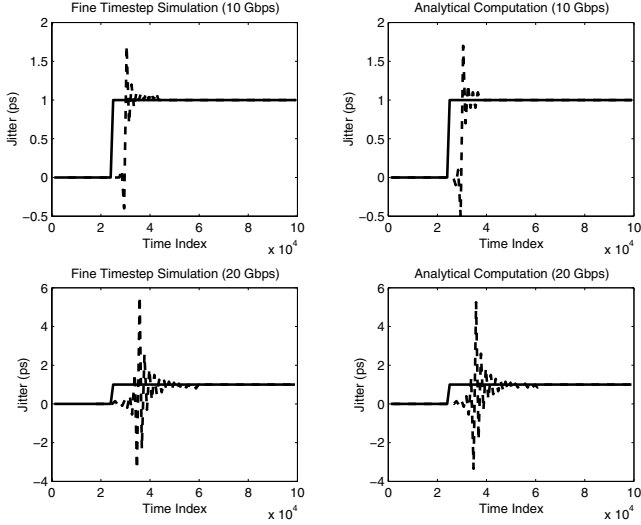 Fine Timestep Simulation (10 Gbps)
2
1.5
1
0.5
0
−0.5
Jitter (ps)
0 2 4 6 8 10
Time Index
x 10^4
Analytical Computation (10 Gbps)
2
1.5
1
0.5
0
−0.5
Jitter (ps)
0 2 4 6 8 10
Time Index
x 10^4
Fine Timestep Simulation (20 Gbps)
6
4
2
0
−2
−4
Jitter (ps)
0 2 4 6 8 10
Time Index
x 10^4
Analytical Computation (20 Gbps)
6
4
2
0
−2
−4
Jitter (ps)
0 2 4 6 8 10
Time Index
x 10^4